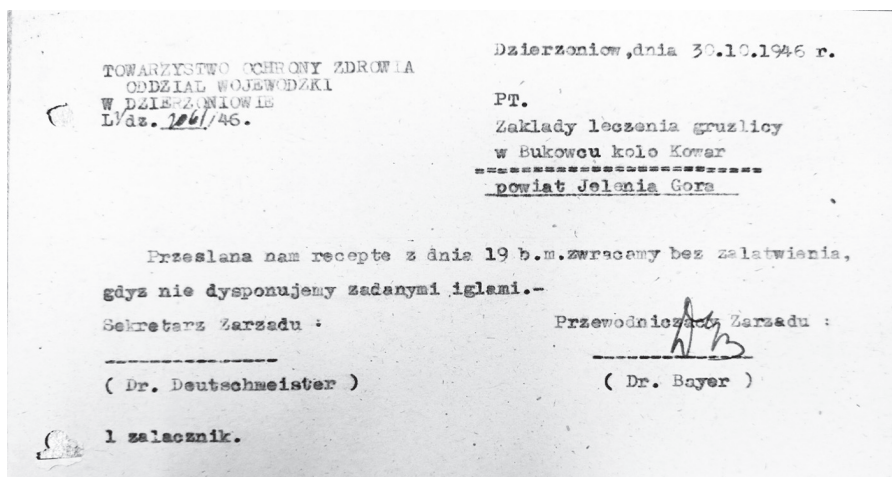 Dzierzoniow,dnia 30.10.1946 r.
TOWARZYSTWO OCHRONY ZDROWIA
ODDZIAL WOJEWODZKI
W DZIERZONIOWIE
L.dz. 206/46.
PT.
Zaklady leczenia gruzlicy
w Bukowcu kolo Kowar
powiat Jelenia Gora
Przeslana nam recepte z dnia 19 b.m.zwracamy bez zalatwienia,
gdyz nie dysponujemy zadanymi iglami.-
Sekretarz Zarzadu :
Przewodniczacy Zarzadu :
( Dr. Deutschmeister )
( Dr. Bayer )
1 zalacznik.